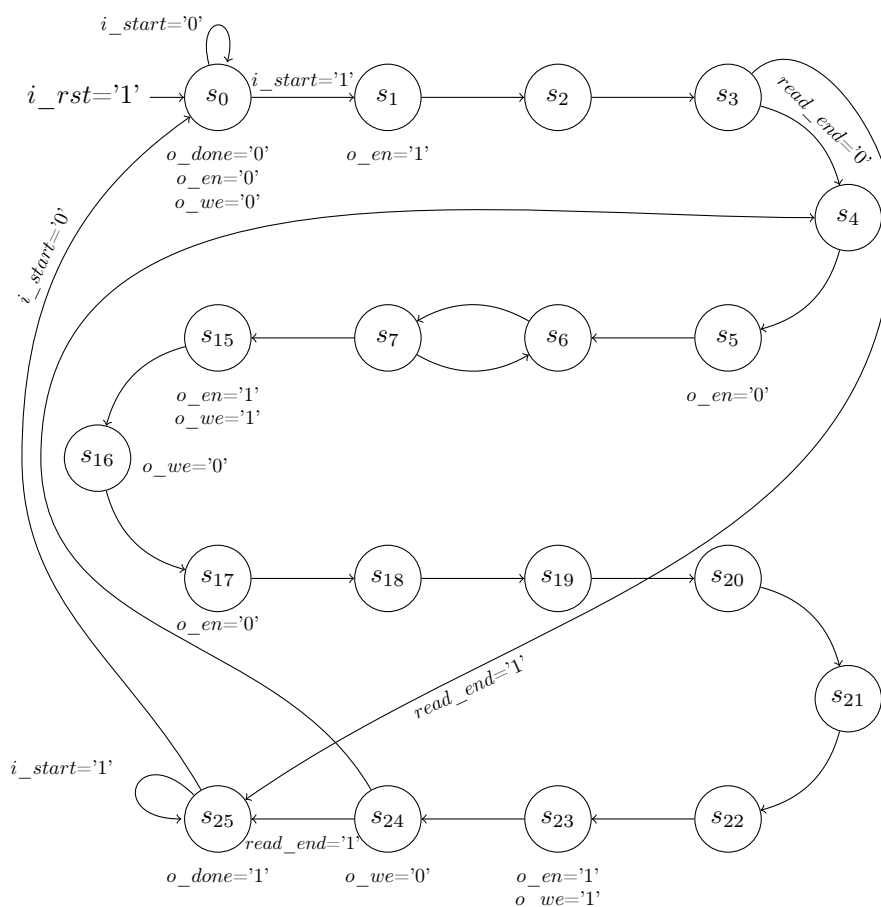 i_start='0'
i_rst='1'
s0
i_start='1'
s1
s2
s3
read_end='0'
o_done='0'
o_en='0'
o_we='0'
o_en='1'
s4
i_start='0'
s15
s7
s6
s5
o_en='1'
o_we='1'
o_en='0'
s16
o_we='0'
s17
s18
s19
s20
o_en='0'
read_end='1'
s21
i_start='1'
s25
read_end='1'
s24
s23
s22
o_done='1'
o_we='0'
o_en='1'
o_we='1'